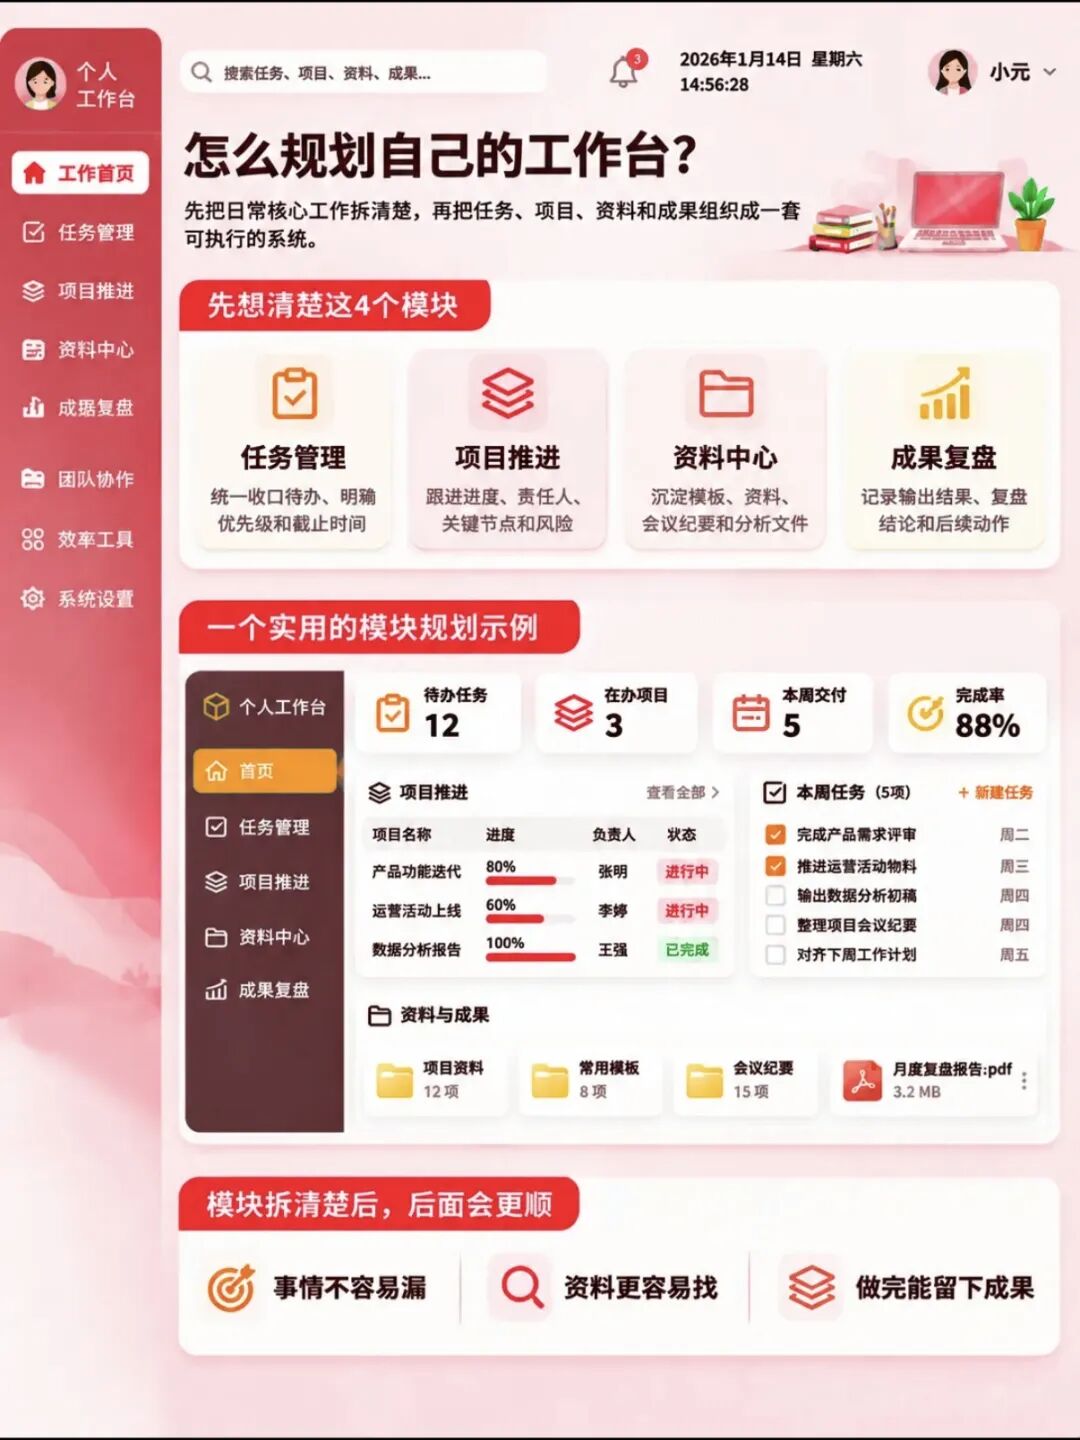 个人
工作台
搜索任务、项目、资料、成果...
3
2026年1月14日 星期六
14:56:28
小元
工作首页
任务管理
项目推进
资料中心
成琚复盘
团队协作
效率工具
系统设置
怎么规划自己的工作台？
先把日常核心工作拆清楚，再把任务、项目、资料和成果组织成一套
可执行的系统。
先想清楚这4个模块
任务管理
统一收口待办、明确
优先级和截止时间
项目推进
跟进进度、责任人、
关键节点和风险
资料中心
沉淀模板、资料、
会议纪要和分析文件
成果复盘
记录输出结果、复盘
结论和后续动作
一个实用的模块规划示例
个人工作台
首页
任务管理
项目推进
资料中心
成果复盘
待办任务
12
在办项目
3
本周交付
5
完成率
88%
项目推进
查看全部 >
项目名称 进度 负责人 状态
产品功能迭代 80% 张明 进行中
运营活动上线 60% 李婷 进行中
数据分析报告 100% 王强 已完成
本周任务（5项）
+ 新建任务
完成产品需求评审 周二
推进运营活动物料 周三
输出数据分析初稿 周四
整理项目会议纪要 周四
对齐下周工作计划 周五
资料与成果
项目资料
12 项
常用模板
8 项
会议纪要
15 项
月度复盘报告:pdf
3.2 MB
模块拆清楚后，后面会更顺
事情不容易漏
资料更容易找
做完能留下成果